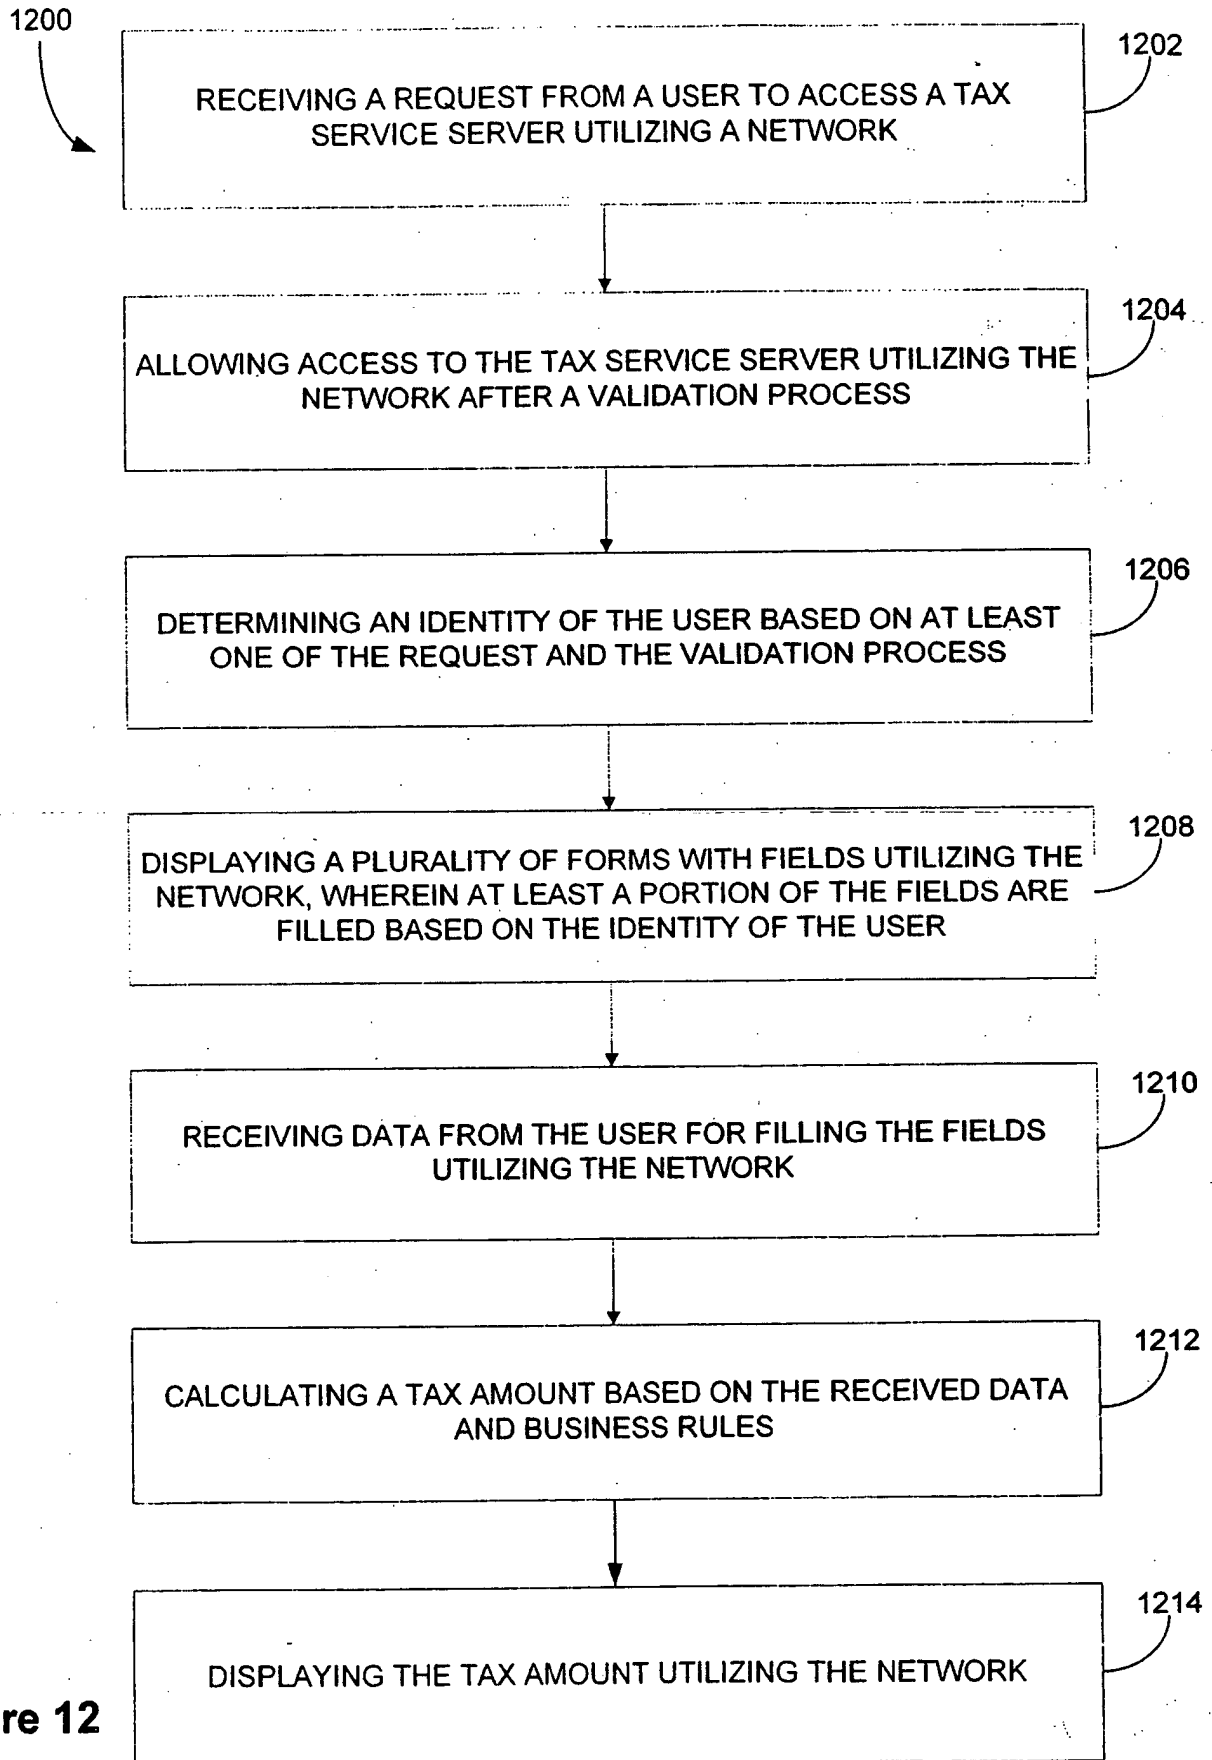 1200
1202
RECEIVING A REQUEST FROM A USER TO ACCESS A TAX
SERVICE SERVER UTILIZING A NETWORK
1204
ALLOWING ACCESS TO THE TAX SERVICE SERVER UTILIZING THE
NETWORK AFTER A VALIDATION PROCESS
1206
DETERMINING AN IDENTITY OF THE USER BASED ON AT LEAST
ONE OF THE REQUEST AND THE VALIDATION PROCESS
1208
DISPLAYING A PLURALITY OF FORMS WITH FIELDS UTILIZING THE
NETWORK, WHEREIN AT LEAST A PORTION OF THE FIELDS ARE
FILLED BASED ON THE IDENTITY OF THE USER
1210
RECEIVING DATA FROM THE USER FOR FILLING THE FIELDS
UTILIZING THE NETWORK
1212
CALCULATING A TAX AMOUNT BASED ON THE RECEIVED DATA
AND BUSINESS RULES
1214
DISPLAYING THE TAX AMOUNT UTILIZING THE NETWORK
re 12